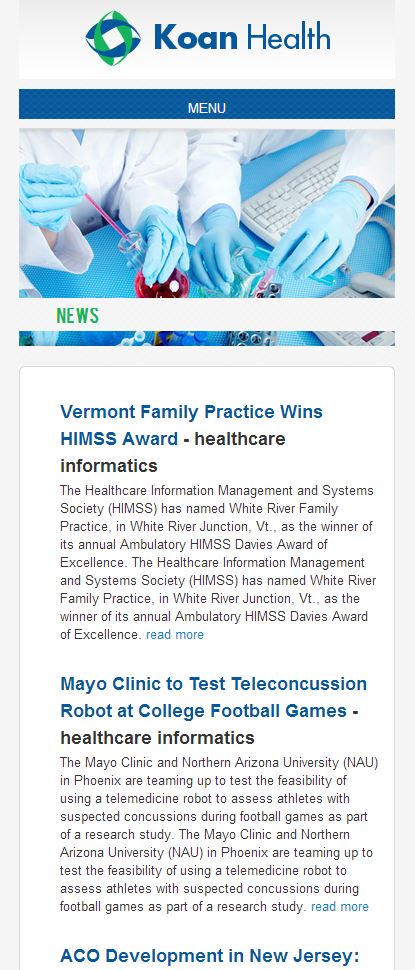 Koan Health
MENU
NEWS
Vermont Family Practice Wins
HIMSS Award - healthcare
informatics
The Healthcare Information Management and Systems
Society (HIMSS) has named White River Family
Practice, in White River Junction, Vt., as the winner of
its annual Ambulatory HIMSS Davies Award of
Excellence. The Healthcare Information Management
and Systems Society (HIMSS) has named White River
Family Practice, in White River Junction, Vt., as the
winner of its annual Ambulatory HIMSS Davies Award
of Excellence. read more
Mayo Clinic to Test Teleconcussion
Robot at College Football Games -
healthcare informatics
The Mayo Clinic and Northern Arizona University (NAU)
in Phoenix are teaming up to test the feasibility of
using a telemedicine robot to assess athletes with
suspected concussions during football games as part
of a research study. The Mayo Clinic and Northern
Arizona University (NAU) in Phoenix are teaming up to
test the feasibility of using a telemedicine robot to
assess athletes with suspected concussions during
football games as part of a research study. read more
ACO Development in New Jersey: